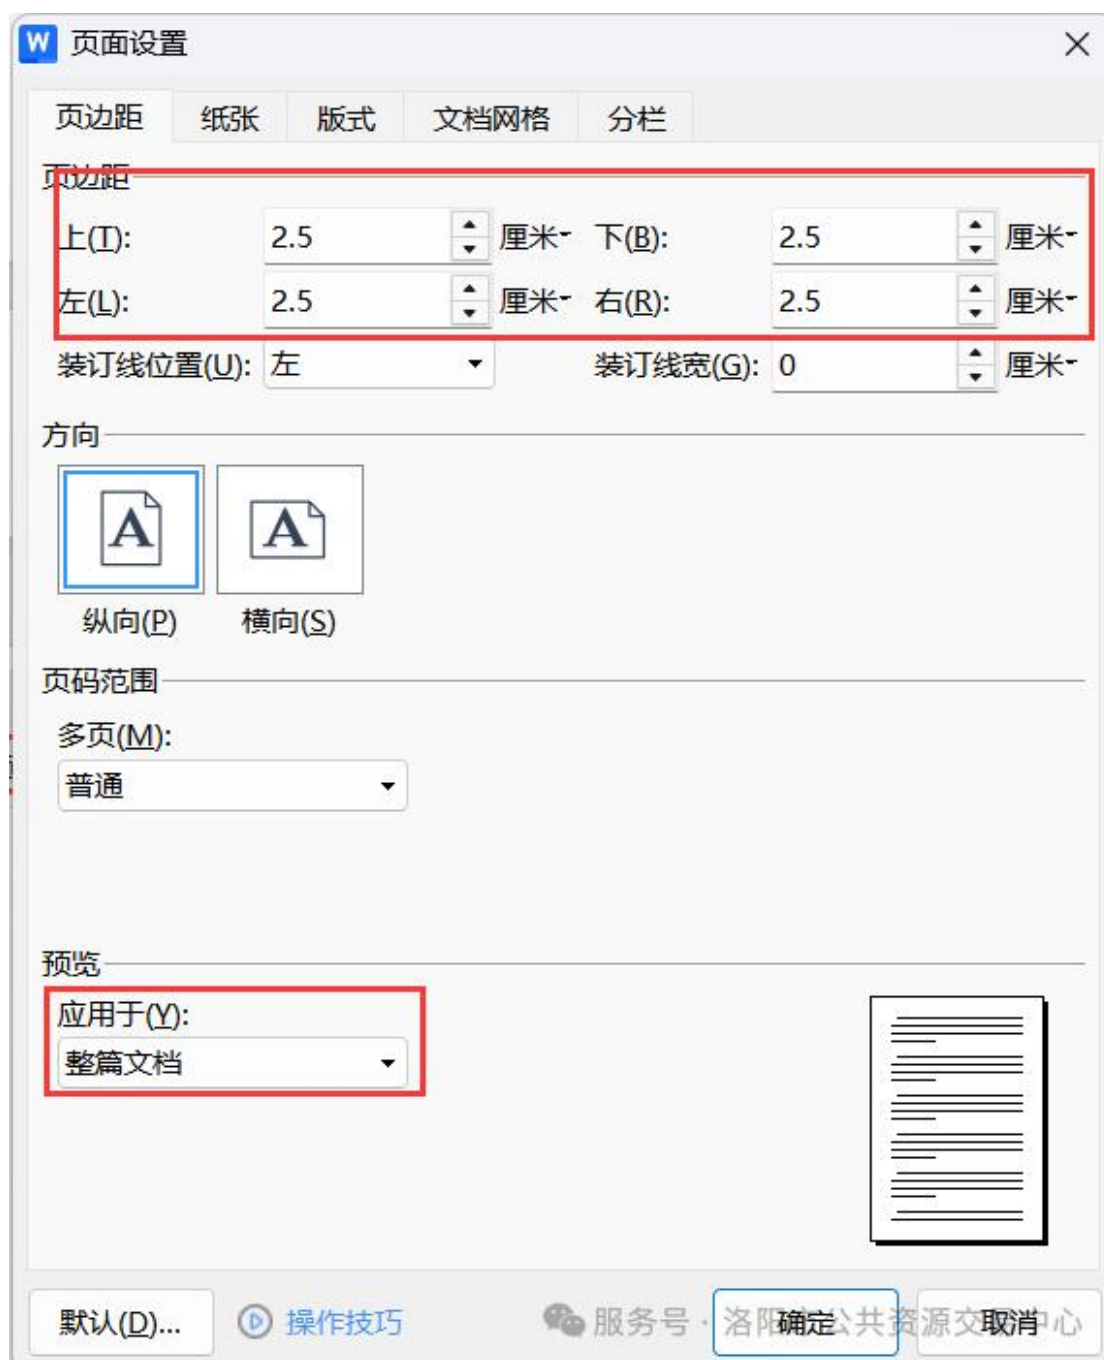 W 页面设置
页边距 纸张 版式 文档网格 分栏
页边距
上(T): 2.5 厘米 下(B): 2.5 厘米
左(L): 2.5 厘米 右(R): 2.5 厘米
装订线位置(U): 左 装订线宽(G): 0 厘米
方向
A A
纵向(P) 横向(S)
页码范围
多页(M):
普通
预览
应用于(Y):
整篇文档
默认(D)... 操作技巧 确定 取消
服务号 · 洛阳市公共资源交易中心